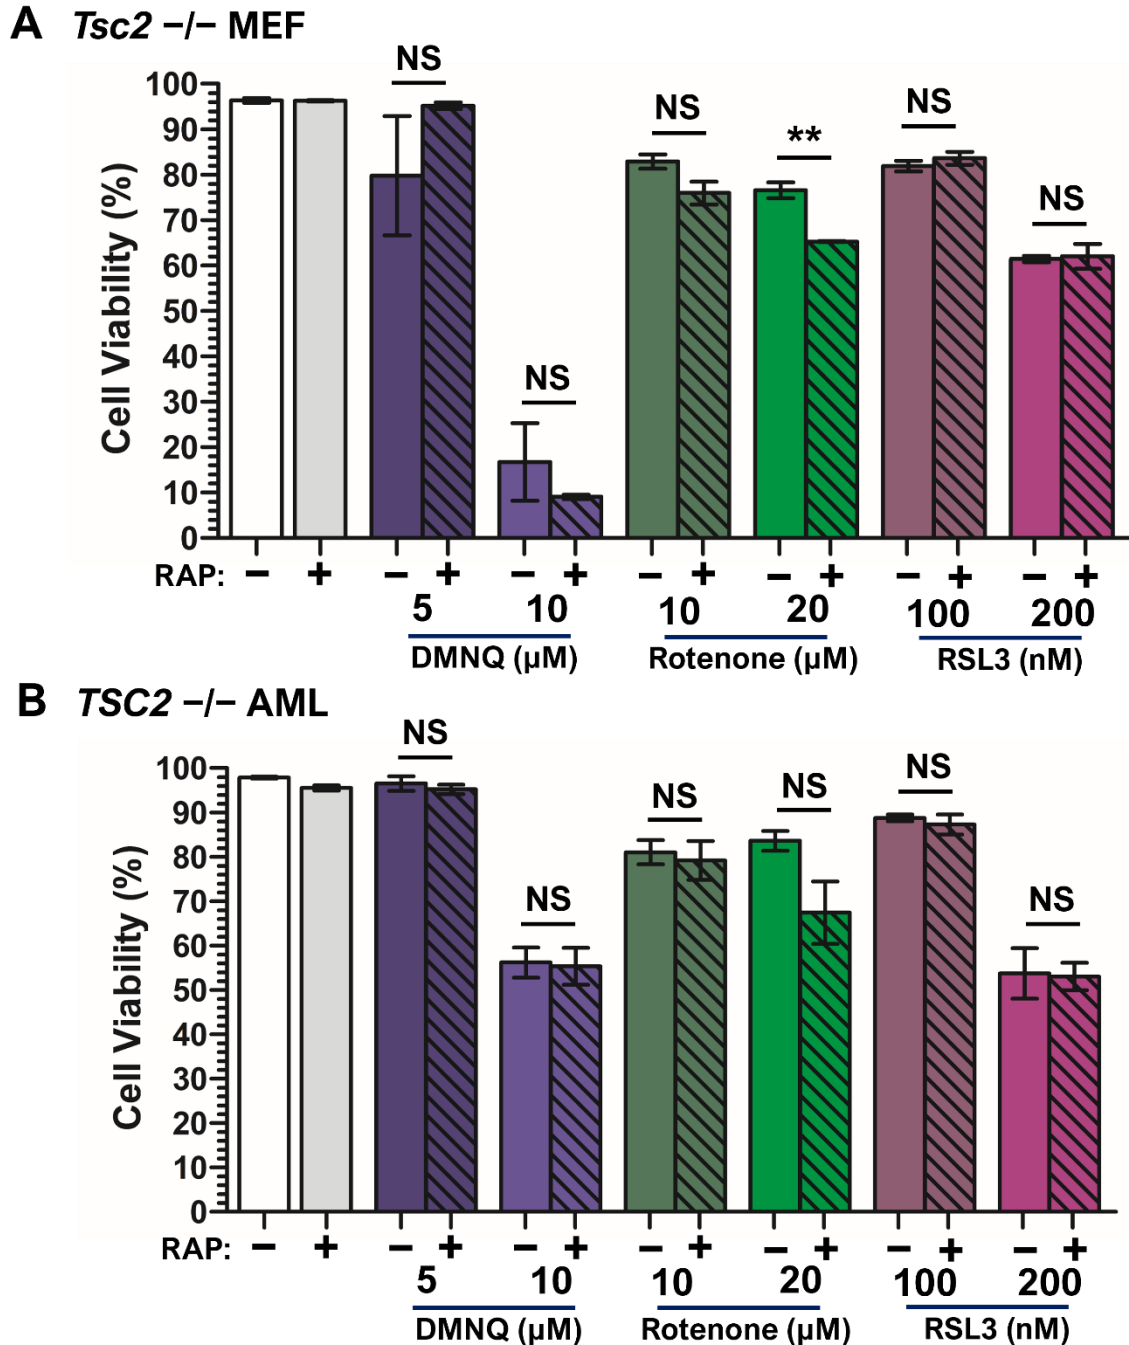 A Tsc2 −/− MEF
NS
NS
NS
**
NS
NS
Cell Viability (%)
100
90
80
70
60
50
40
30
20
10
0
RAP: − + − + − + − + − + − + − +
5 10 10 20 100 200
DMNQ (µM) Rotenone (µM) RSL3 (nM)
B TSC2 −/− AML
NS
NS
NS
NS
NS
NS
Cell Viability (%)
100
90
80
70
60
50
40
30
20
10
0
RAP: − + − + − + − + − + − + − +
5 10 10 20 100 200
DMNQ (µM) Rotenone (µM) RSL3 (nM)